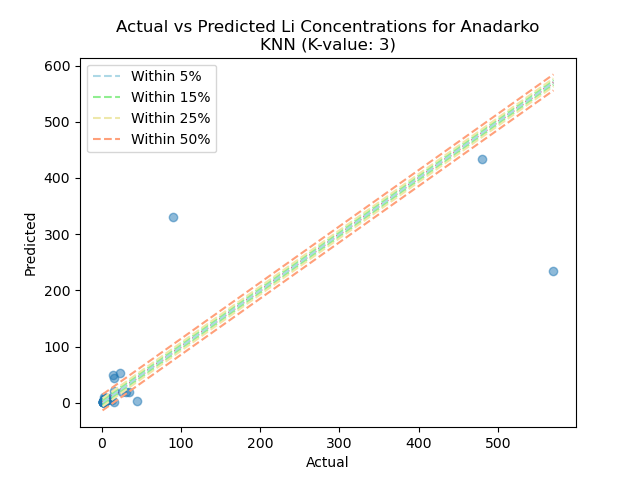 Actual vs Predicted Li Concentrations for Anadarko
KNN (K-value: 3)
Within 5%
Within 15%
Within 25%
Within 50%
600
500
400
300
200
100
0
Predicted
0 100 200 300 400 500
Actual